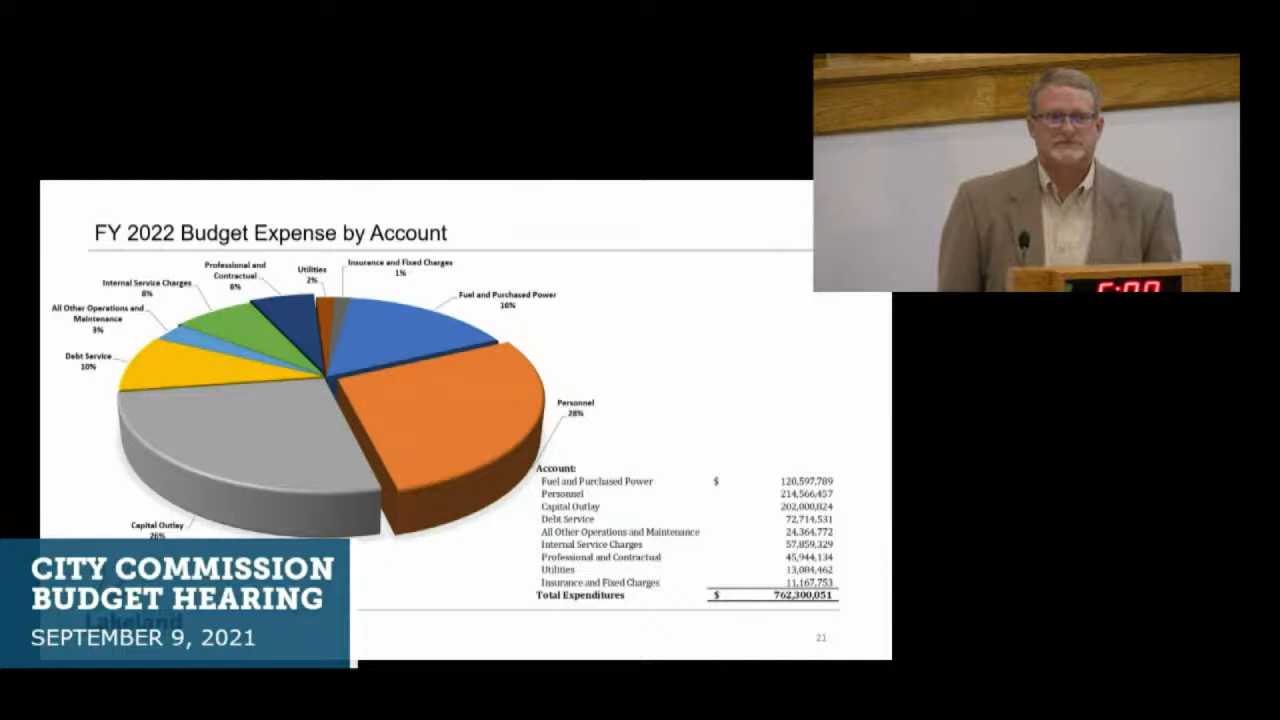 FY 2022 Budget Expense by Account
Professional and
Contractual
6%
Utilities
2%
Insurance and Fixed Charges
1%
Internal Service Charges
8%
Fuel and Purchased Power
16%
All Other Operations and
Maintenance
3%
Debt Service
10%
Personnel
28%
Capital Outlay
26%
Account:
Fuel and Purchased Power $ 120,597,789
Personnel 214,566,457
Capital Outlay 202,000,824
Debt Service 72,714,531
All Other Operations and Maintenance 24,364,772
Internal Service Charges 57,859,329
Professional and Contractual 45,944,134
Utilities 13,084,462
Insurance and Fixed Charges 11,167,753
Total Expenditures $ 762,300,051
21
CITY COMMISSION
BUDGET HEARING
SEPTEMBER 9, 2021
Lakeland
5:00